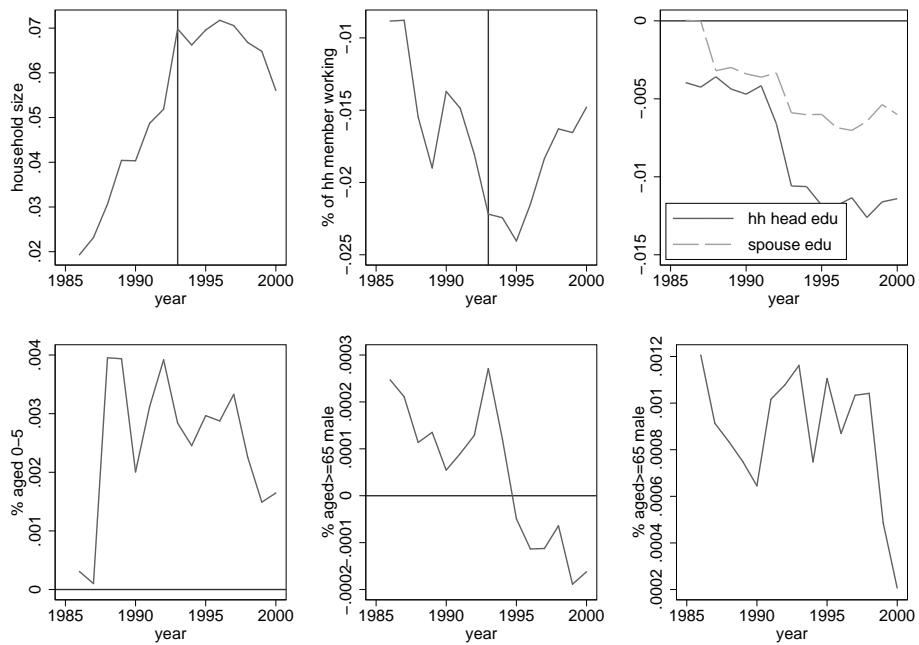 household size
.02 .03 .04 .05 .06 .07
1985 1990 1995 2000
year
% of hh member working
−.025 −.02 −.015 −.01
1985 1990 1995 2000
year
−.015 −.01 −.005 0
hh head edu
spouse edu
1985 1990 1995 2000
year
% aged 0−5
0 .001 .002 .003 .004
1985 1990 1995 2000
year
% aged>=65 male
−.0002 −.0001 0 .0001 .0002 .0003
1985 1990 1995 2000
year
% aged>=65 male
.0002 .0004 .0006 .0008 .001 .0012
1985 1990 1995 2000
year